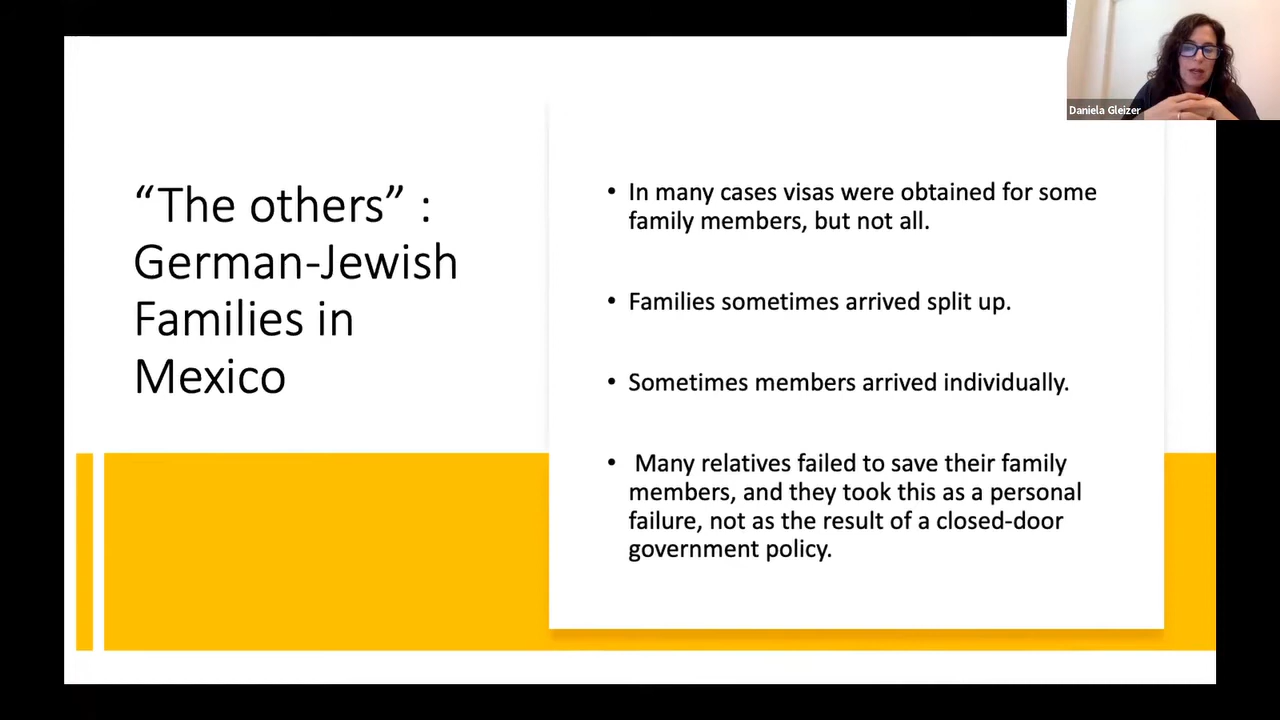 Daniela Gleizer
“The others” :
German-Jewish
Families in
Mexico
• In many cases visas were obtained for some
family members, but not all.
• Families sometimes arrived split up.
• Sometimes members arrived individually.
• Many relatives failed to save their family
members, and they took this as a personal
failure, not as the result of a closed-door
government policy.